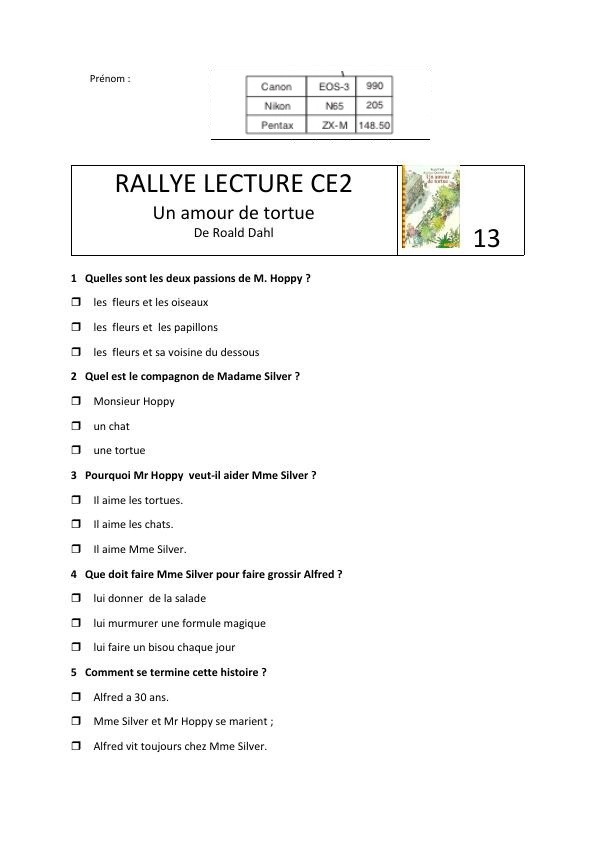 Prénom :
Canon EOS-3 990
Nikon N65 205
Pentax ZX-M 148.50
RALLYE LECTURE CE2
Un amour de tortue
De Roald Dahl
Un amour
de tortue
13
1 Quelles sont les deux passions de M. Hoppy ?
❒ les fleurs et les oiseaux
❒ les fleurs et les papillons
❒ les fleurs et sa voisine du dessous
2 Quel est le compagnon de Madame Silver ?
❒ Monsieur Hoppy
❒ un chat
❒ une tortue
3 Pourquoi Mr Hoppy veut-il aider Mme Silver ?
❒ Il aime les tortues.
❒ Il aime les chats.
❒ Il aime Mme Silver.
4 Que doit faire Mme Silver pour faire grossir Alfred ?
❒ lui donner de la salade
❒ lui murmurer une formule magique
❒ lui faire un bisou chaque jour
5 Comment se termine cette histoire ?
❒ Alfred a 30 ans.
❒ Mme Silver et Mr Hoppy se marient ;
❒ Alfred vit toujours chez Mme Silver.